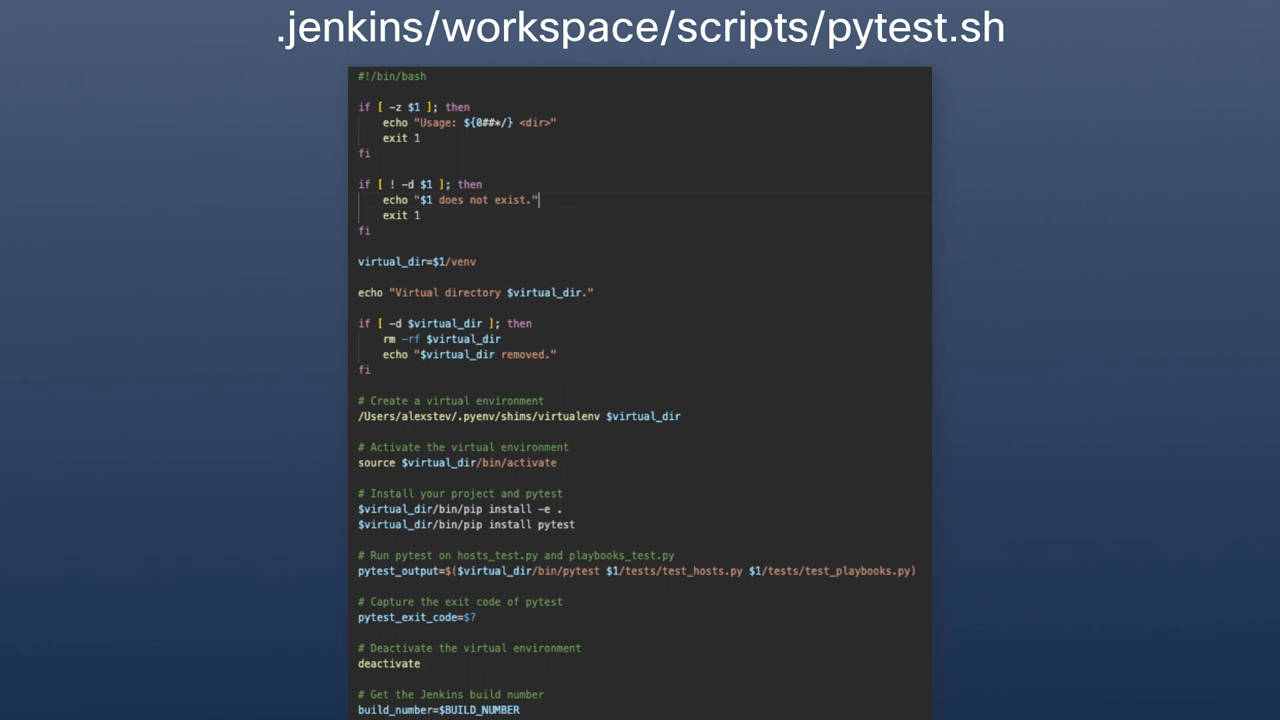 .jenkins/workspace/scripts/pytest.sh
#!/bin/bash
if [ -z $1 ]; then
echo "Usage: ${0##*/} <dir>"
exit 1
fi
if [ ! -d $1 ]; then
echo "$1 does not exist."
exit 1
fi
virtual_dir=$1/venv
echo "Virtual directory $virtual_dir."
if [ -d $virtual_dir ]; then
rm -rf $virtual_dir
echo "$virtual_dir removed."
fi
# Create a virtual environment
/Users/alexstev/.pyenv/shims/virtualenv $virtual_dir
# Activate the virtual environment
source $virtual_dir/bin/activate
# Install your project and pytest
$virtual_dir/bin/pip install -e .
$virtual_dir/bin/pip install pytest
# Run pytest on hosts_test.py and playbooks_test.py
pytest_output=$($virtual_dir/bin/pytest $1/tests/test_hosts.py $1/tests/test_playbooks.py)
# Capture the exit code of pytest
pytest_exit_code=$?
# Deactivate the virtual environment
deactivate
# Get the Jenkins build number
build_number=$BUILD_NUMBER